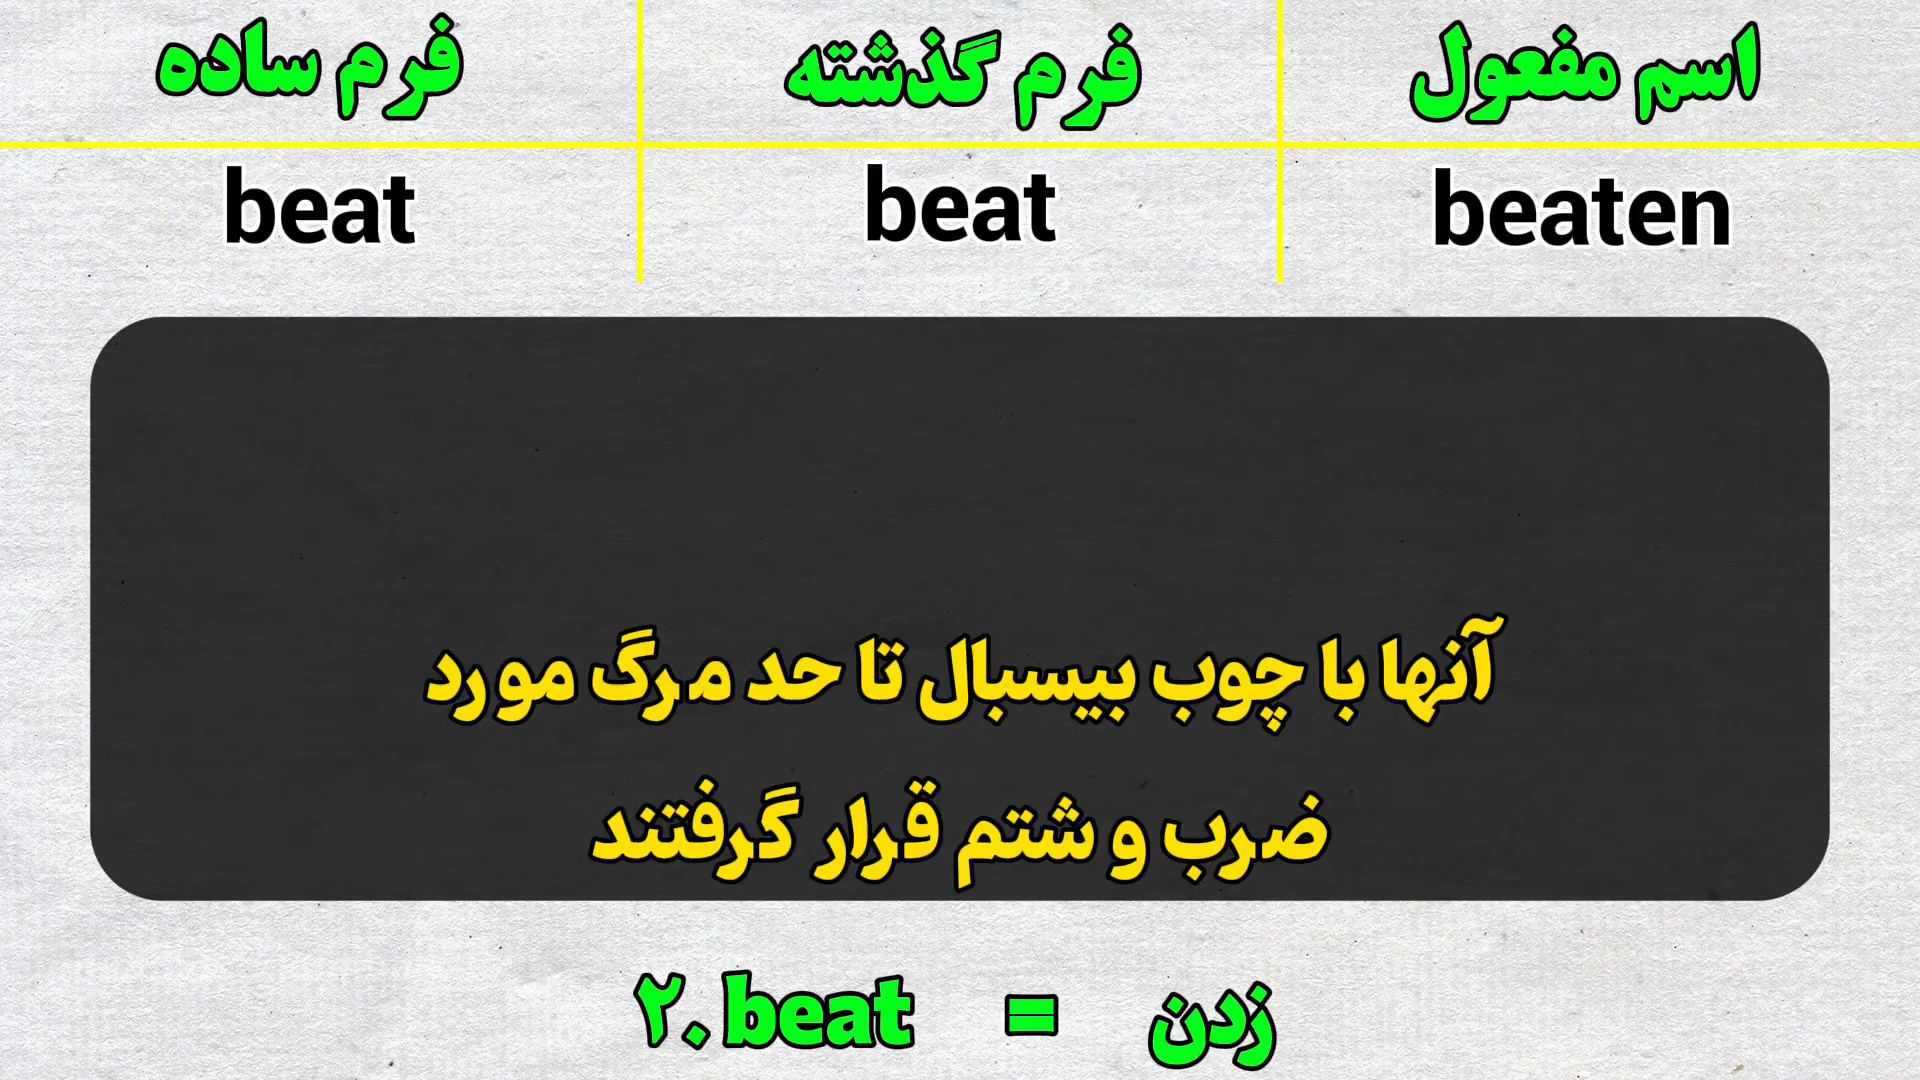 فرم ساده
فرم گذشته
اسم مفعول
beat
beat
beaten
آنها با چوب بیسبال تا حد مرگ مورد
ضرب و شتم قرار گرفتند
۲. beat = زدن